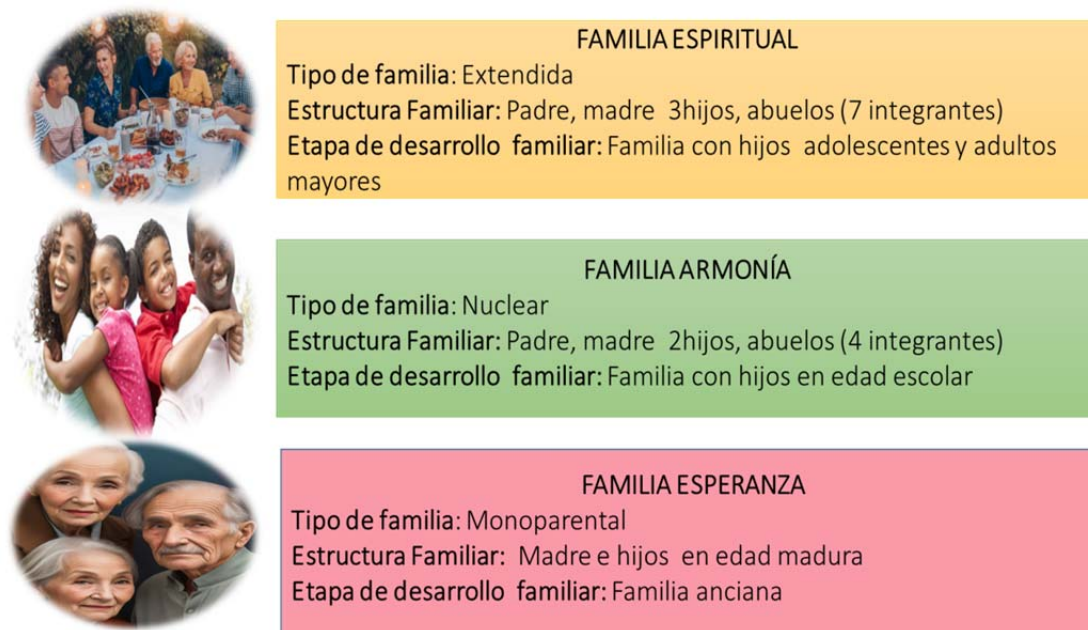 FAMILIA ESPIRITUAL
Tipo de familia: Extendida
Estructura Familiar: Padre, madre 3hijos, abuelos (7 integrantes)
Etapa de desarrollo familiar: Familia con hijos adolescentes y adultos
mayores
FAMILIA ARMONÍA
Tipo de familia: Nuclear
Estructura Familiar: Padre, madre 2hijos, abuelos (4 integrantes)
Etapa de desarrollo familiar: Familia con hijos en edad escolar
FAMILIA ESPERANZA
Tipo de familia: Monoparental
Estructura Familiar: Madre e hijos en edad madura
Etapa de desarrollo familiar: Familia anciana